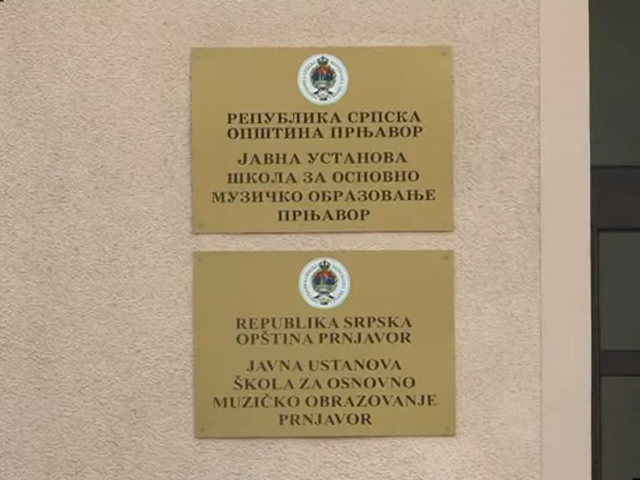 РЕПУБЛИКА СРПСКА
ОПШТИНА ПРЊАВОР
ЈАВНА УСТАНОВА
ШКОЛА ЗА ОСНОВНО
МУЗИЧКО ОБРАЗОВАЊЕ
ПРЊАВОР
REPUBLIKA SRPSKA
OPŠTINA PRNJAVOR
JAVNA USTANOVA
ŠKOLA ZA OSNOVNO
MUZIČKO OBRAZOVANJE
PRNJAVOR